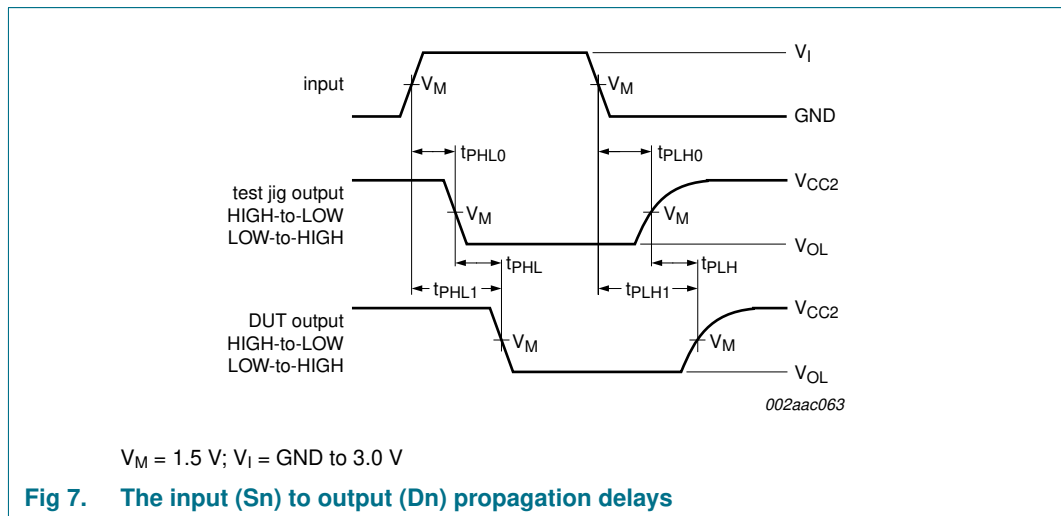 V_I
input
V_M
V_M
GND
t_PHL0
t_PLH0
V_CC2
test jig output
HIGH-to-LOW
LOW-to-HIGH
V_M
V_M
V_OL
t_PHL
t_PLH
t_PHL1
t_PLH1
V_CC2
DUT output
HIGH-to-LOW
LOW-to-HIGH
V_M
V_M
V_OL
002aac063
V_M = 1.5 V; V_I = GND to 3.0 V
Fig 7. The input (Sn) to output (Dn) propagation delays